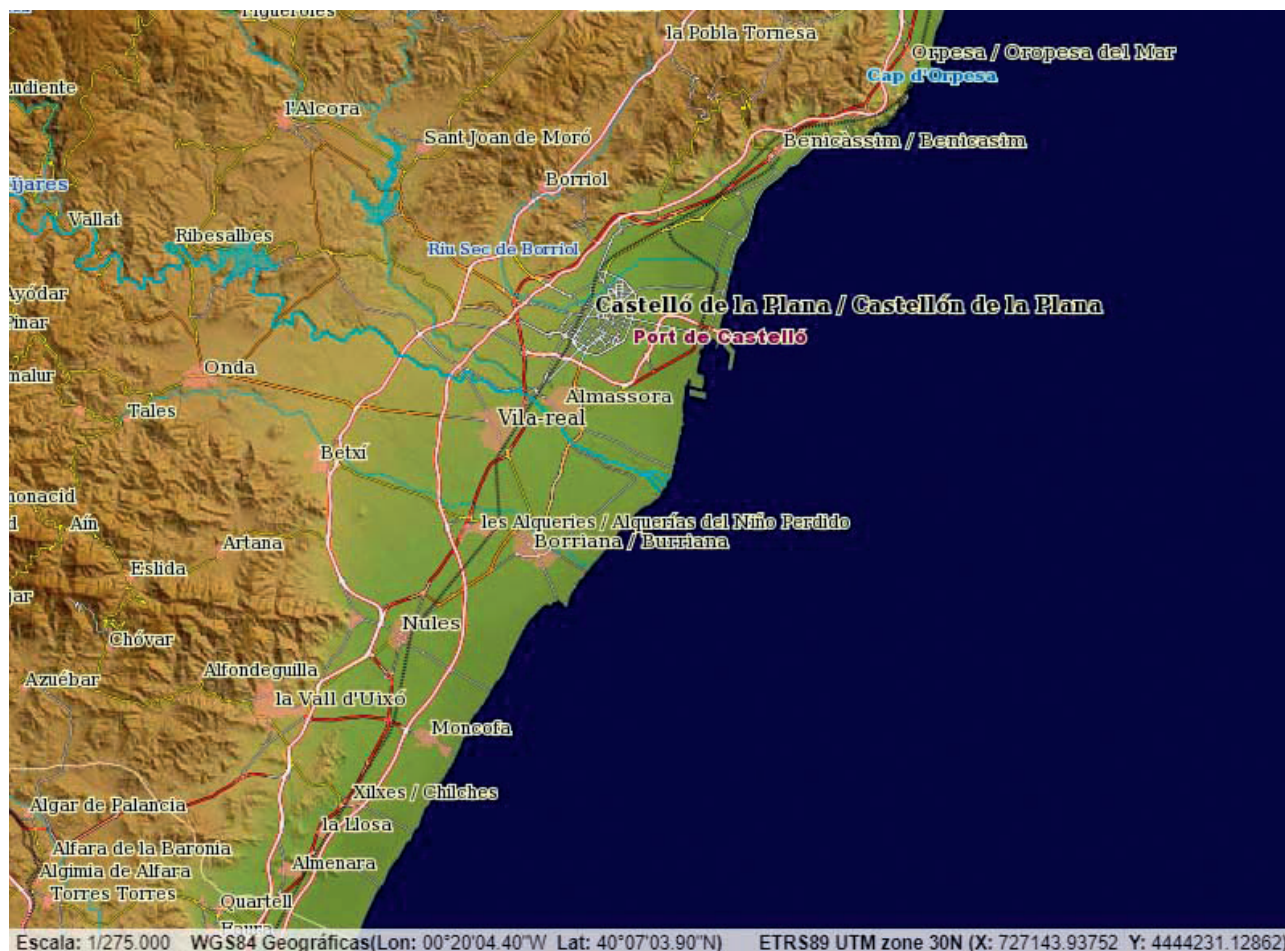 Figueroles
la Pobla Tornesa
Orpesa / Oropesa del Mar
Cap d'Orpesa
Ludiente
l'Alcora
Sant Joan de Moró
Benicàssim / Benicasim
Borriol
Vallat
Ribesalbes
Riu Sec de Borriol
Ayódar
Castelló de la Plana / Castellón de la Plana
Port de Castelló
Onda
Almassora
Tales
Vila-real
Betxí
les Alqueries / Alquerías del Niño Perdido
Aín
Artana
Borriana / Burriana
Eslida
Nules
Chóvar
Alfondeguilla
Azuébar
la Vall d'Uixó
Moncofa
Xilxes / Chilches
Algar de Palancia
la Llosa
Alfara de la Baronia
Almenara
Algimia de Alfara
Torres Torres
Quartell
Escala: 1/275.000 WGS84 Geográficas(Lon: 00°20'04.40"W Lat: 40°07'03.90"N) ETRS89 UTM zone 30N (X: 727143.93752 Y: 4444231.12862